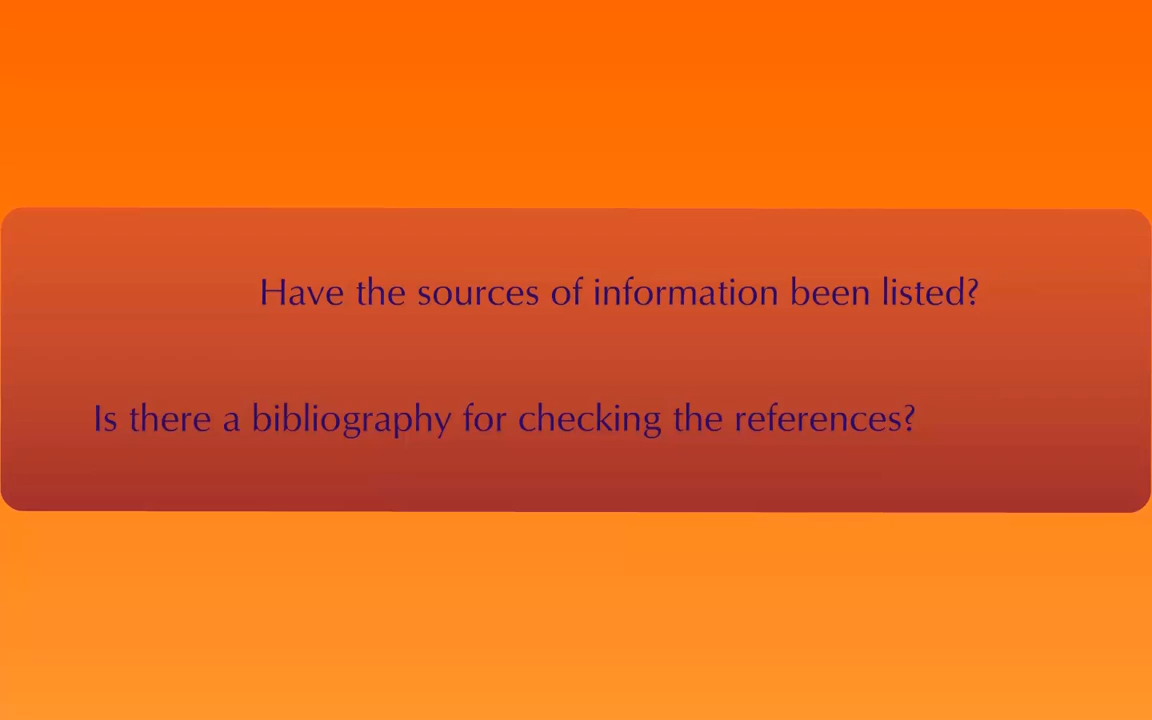 Have the sources of information been listed?
Is there a bibliography for checking the references?